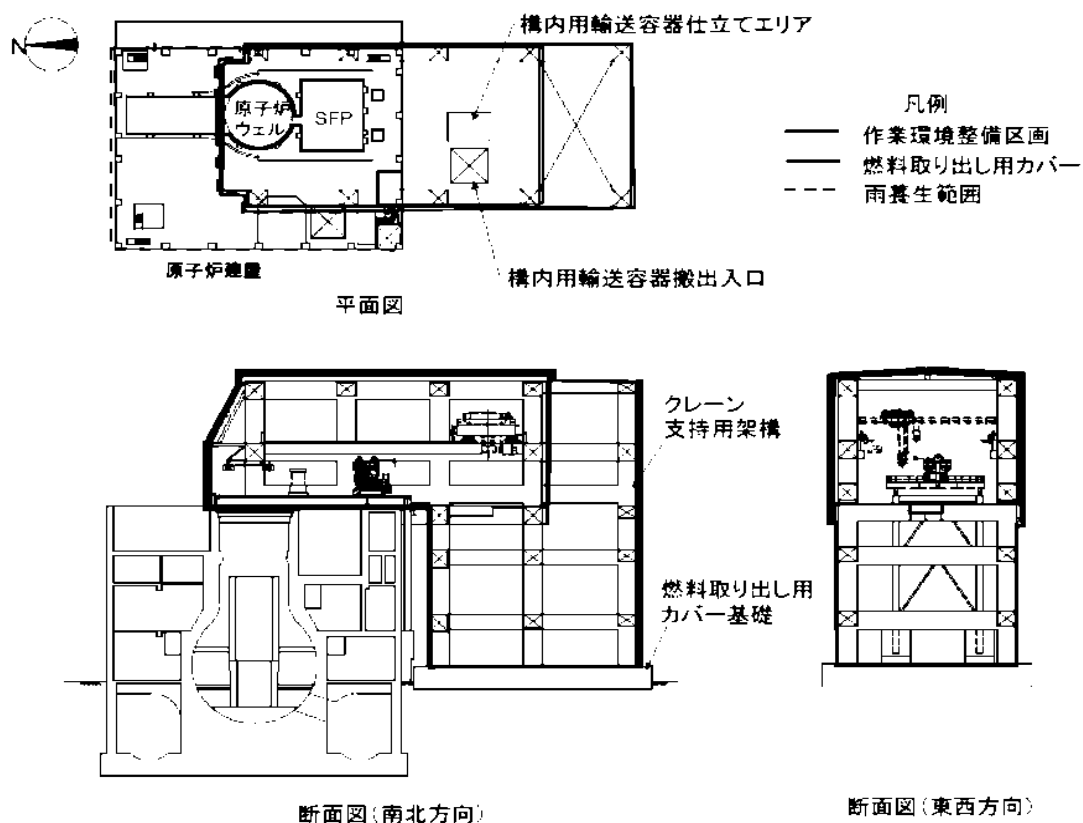 構内用輸送容器仕立てエリア
N
原子炉
ウェル
SFP
凡例
作業環境整備区画
燃料取り出し用カバー
雨養生範囲
構内用輸送容器搬出入口
原子炉建屋
平面図
クレーン
支持用架構
燃料取り出し用
カバー基礎
断面図(南北方向)
断面図(東西方向)